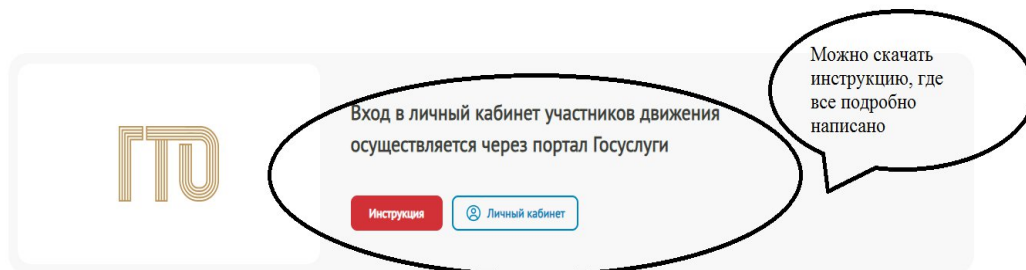 Можно скачать
инструкцию, где
все подробно
написано
ГТО
Вход в личный кабинет участников движения
осуществляется через портал Госуслуги
Инструкция
Личный кабинет